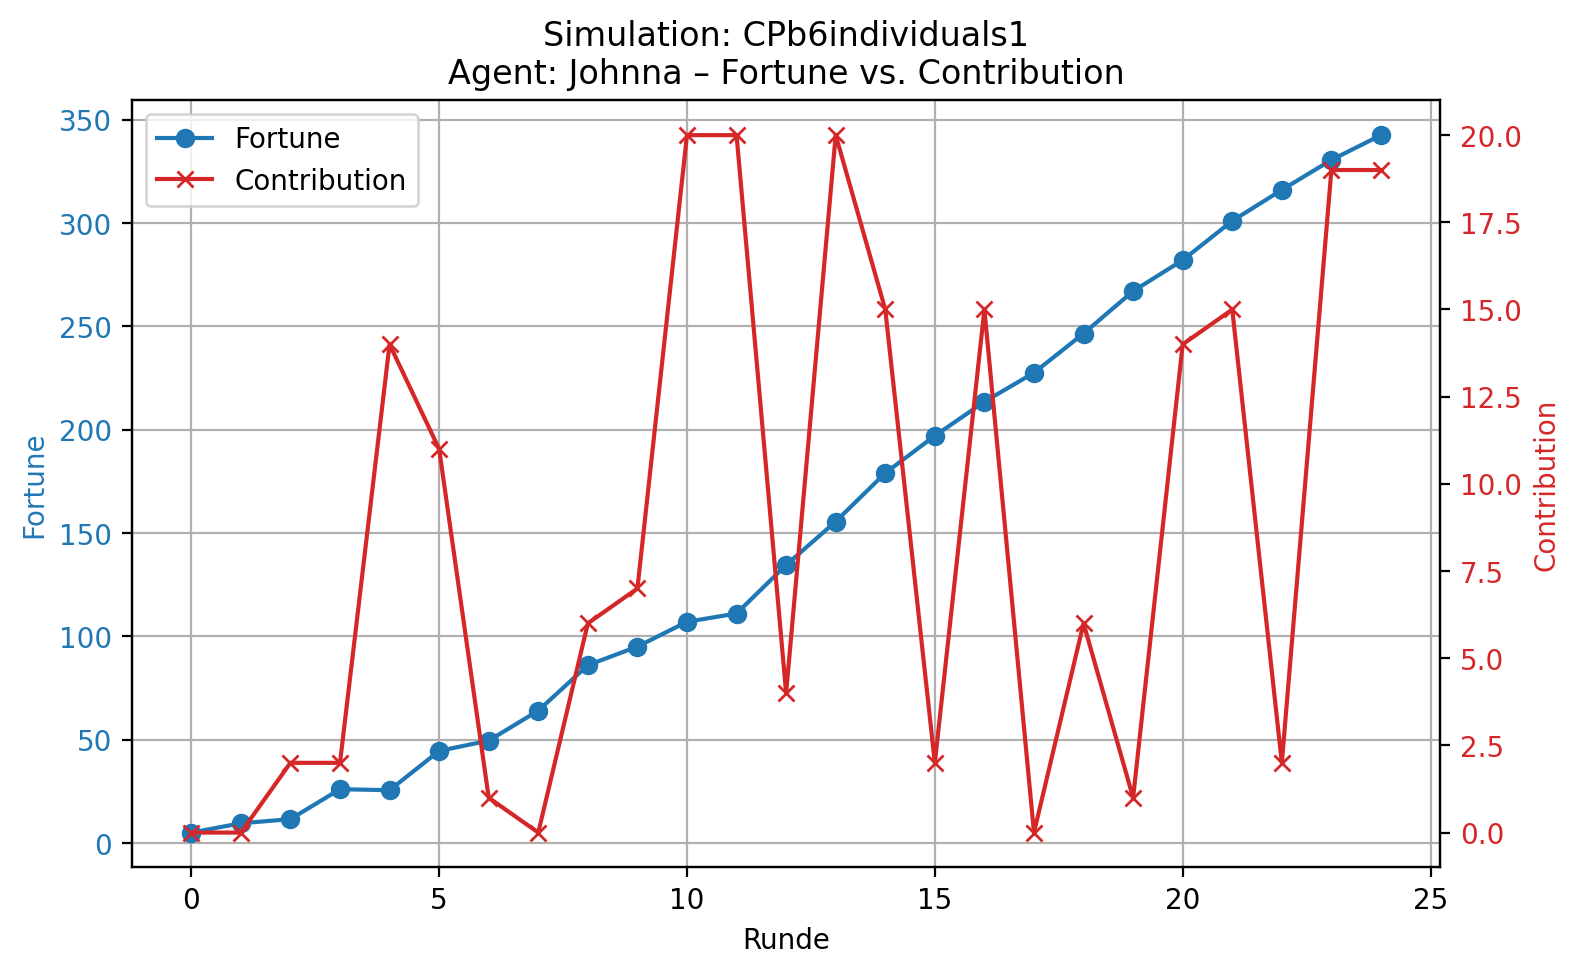 Simulation: CPb6individuals1
Agent: Johnna – Fortune vs. Contribution
Fortune
Contribution
350
300
250
200
150
100
50
0
Fortune
20.0
17.5
15.0
12.5
10.0
7.5
5.0
2.5
0.0
Contribution
0 5 10 15 20 25
Runde